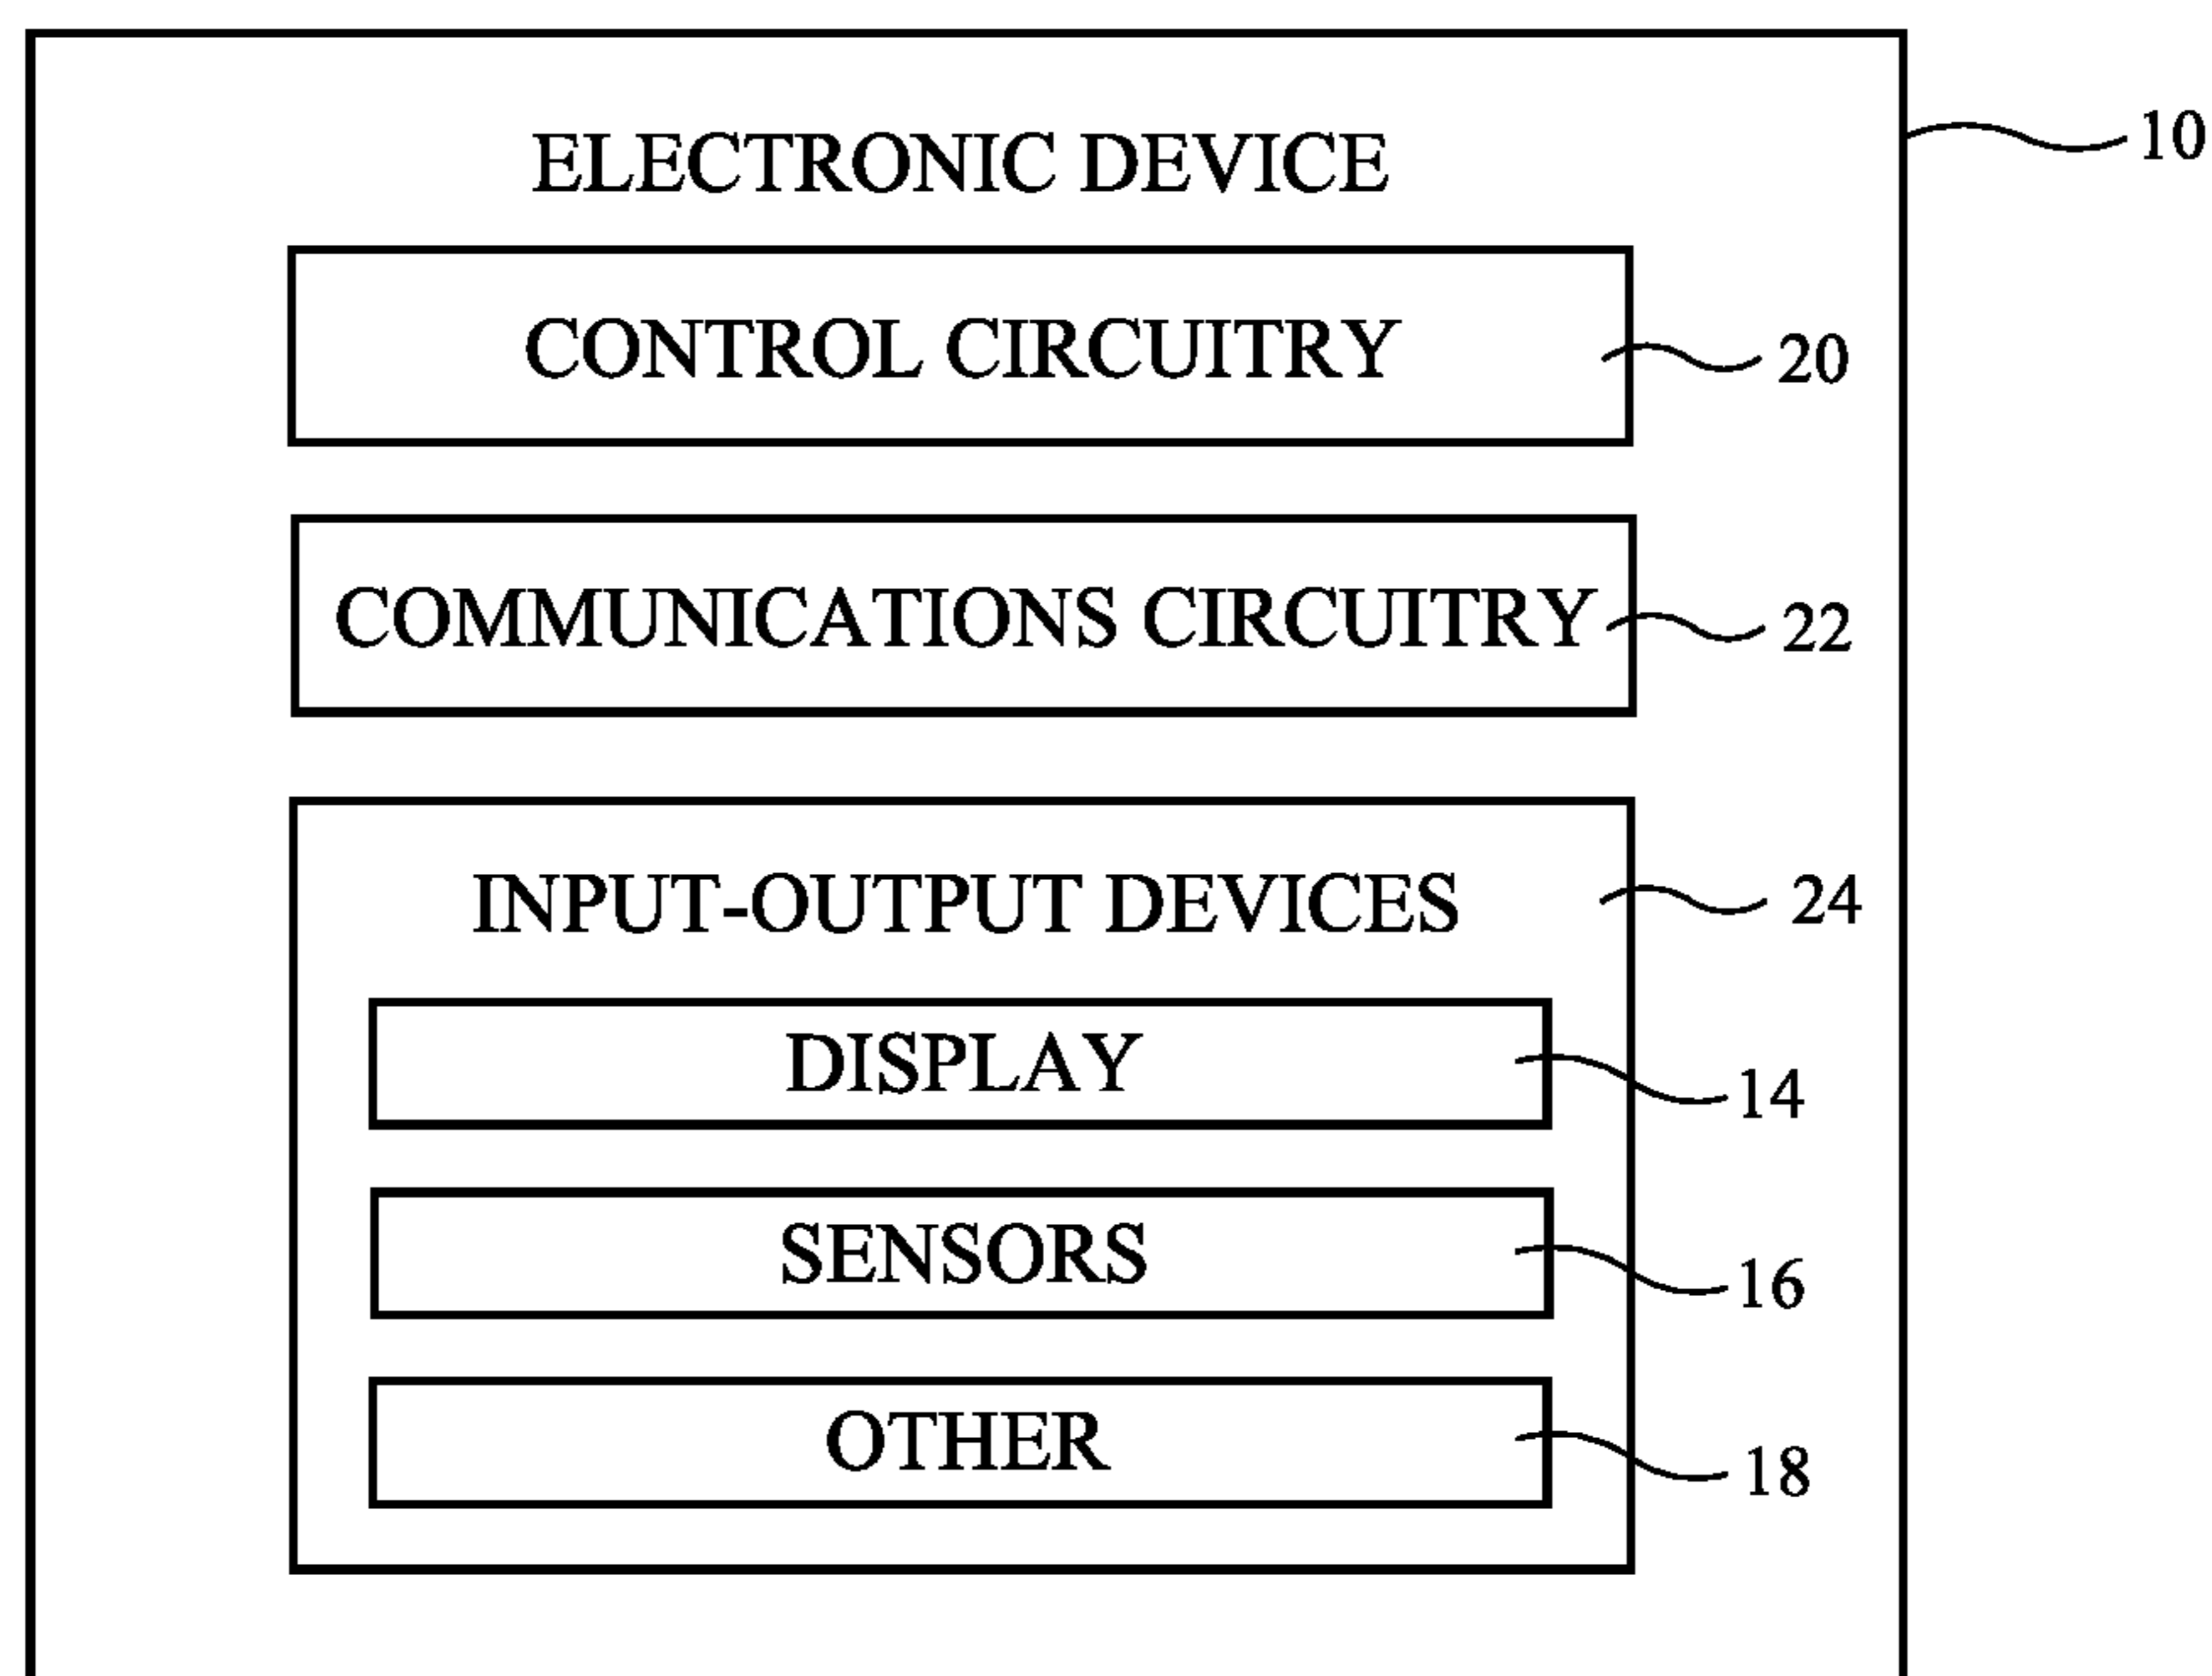 ELECTRONIC DEVICE
10
CONTROL CIRCUITRY
20
COMMUNICATIONS CIRCUITRY
22
INPUT-OUTPUT DEVICES
24
DISPLAY
14
SENSORS
16
OTHER
18